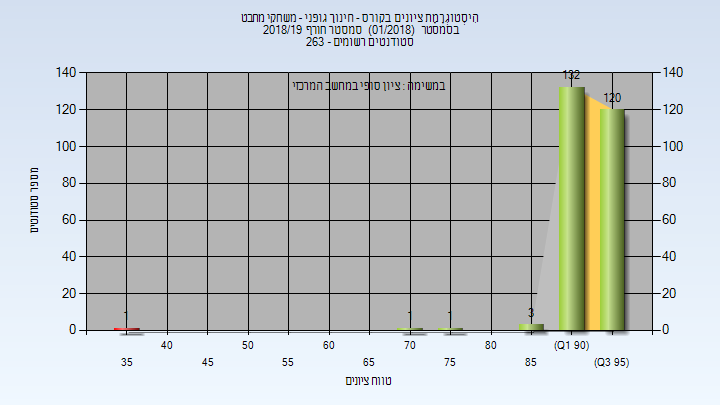 הִיסְטוֹגְרָמַת ציונים בקורס - חינוך גופני - משחקי מחבט
בסמסטר (01/2018) סמסטר חורף 2018/19
סטודנטים רשומים - 263
במשימה : ציון סופי במחשב המרכזי
מספר סטודנטים
140 120 100 80 60 40 20 0
140 120 100 80 60 40 20 0
1 1 1 3 132 120
40 50 60 70 80 (Q1 90)
35 45 55 65 75 85 (Q3 95)
טווח ציונים